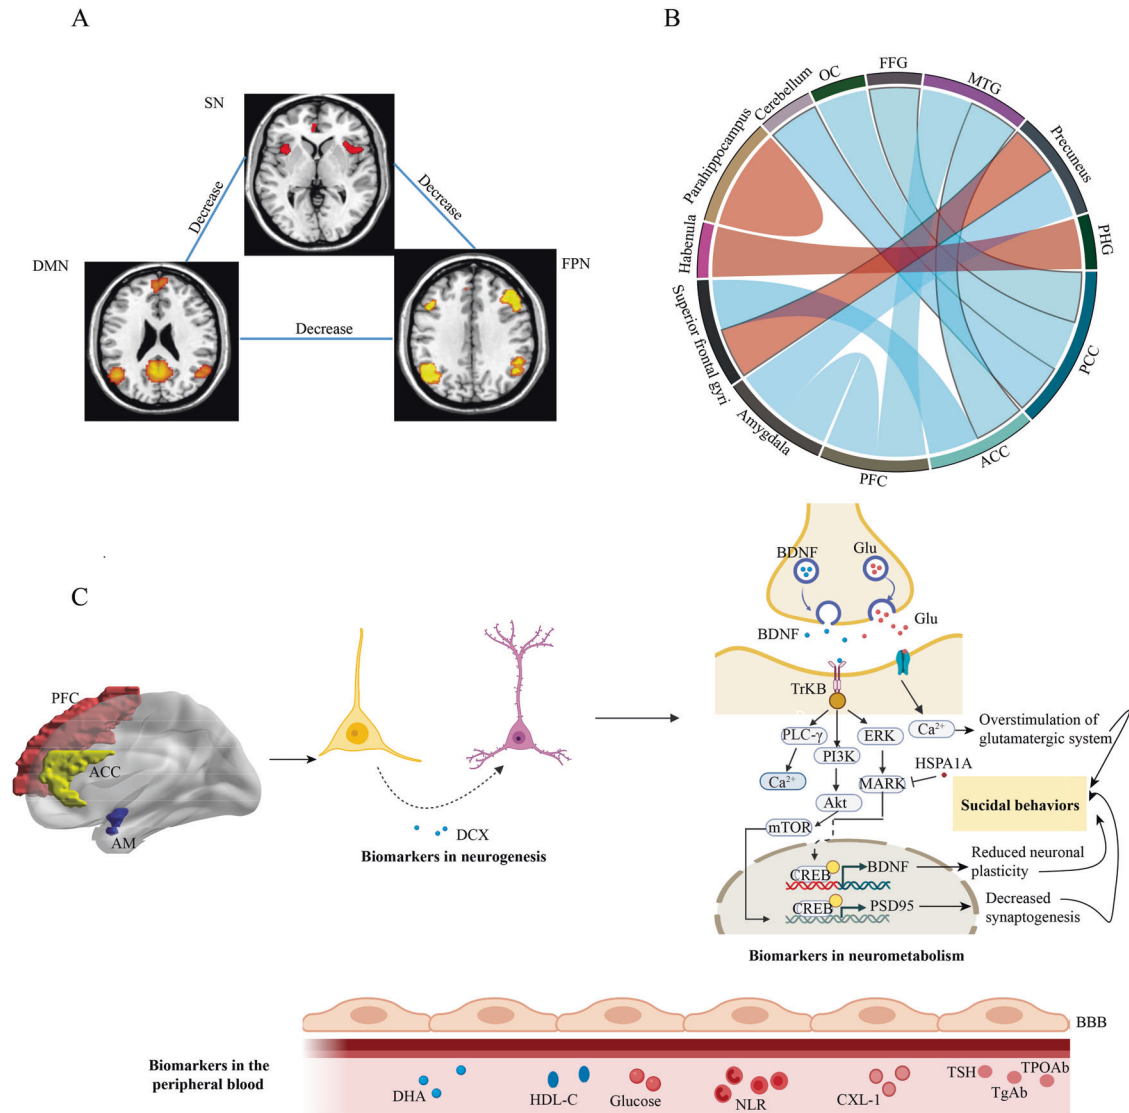 A
SN
Decrease
Decrease
DMN
FPN
Decrease
B
Cerebellum
OC
FFG
MTG
Precuneus
PHG
PCC
ACC
PFC
Amygdala
Superior frontal gyri
Habenula
Parahippocampus
C
PFC
ACC
AM
DCX
Biomarkers in neurogenesis
BDNF
Glu
BDNF
Glu
TrKB
PLC-γ
PI3K
ERK
Ca²⁺
Overstimulation of
glutamatergic system
Ca²⁺
MARK
HSPA1A
Akt
mTOR
Sucidal behaviors
CREB
BDNF
Reduced neuronal
plasticity
CREB
PSD95
Decreased
synaptogenesis
Biomarkers in neurometabolism
BBB
Biomarkers in the
peripheral blood
DHA
HDL-C
Glucose
NLR
CXL-1
TSH
TgAb
TPOAb